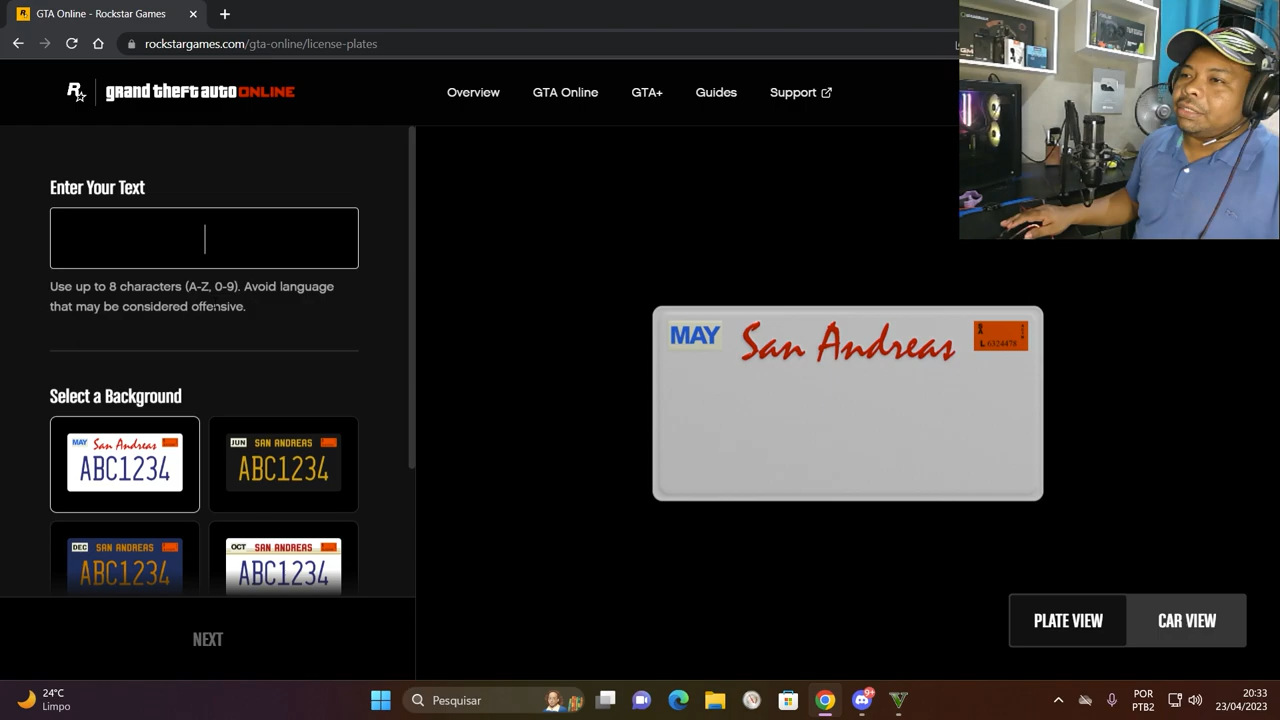 GTA Online - Rockstar Games
rockstargames.com/gta-online/license-plates
grand theft auto ONLINE
Overview
GTA Online
GTA+
Guides
Support
Enter Your Text
Use up to 8 characters (A-Z, 0-9). Avoid language
that may be considered offensive.
Select a Background
MAY San Andreas
ABC1234
JUN SAN ANDREAS
ABC1234
DEC SAN ANDREAS
ABC1234
OCT SAN ANDREAS
ABC1234
NEXT
MAY San Andreas
L 6324478
PLATE VIEW
CAR VIEW
24°C
Limpo
Pesquisar
POR
PTB2
20:33
23/04/2023